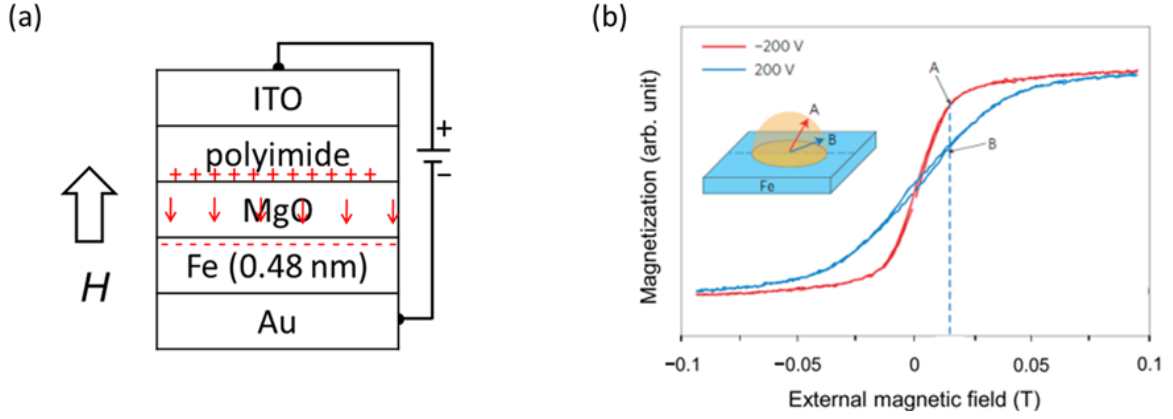 (a)
ITO
polyimide
+ + + + + + + + + +
MgO
Fe (0.48 nm)
Au
H
+
−
(b)
−200 V
200 V
A
B
A
B
Fe
Magnetization (arb. unit)
−0.1
−0.05
0
0.05
0.1
External magnetic field (T)